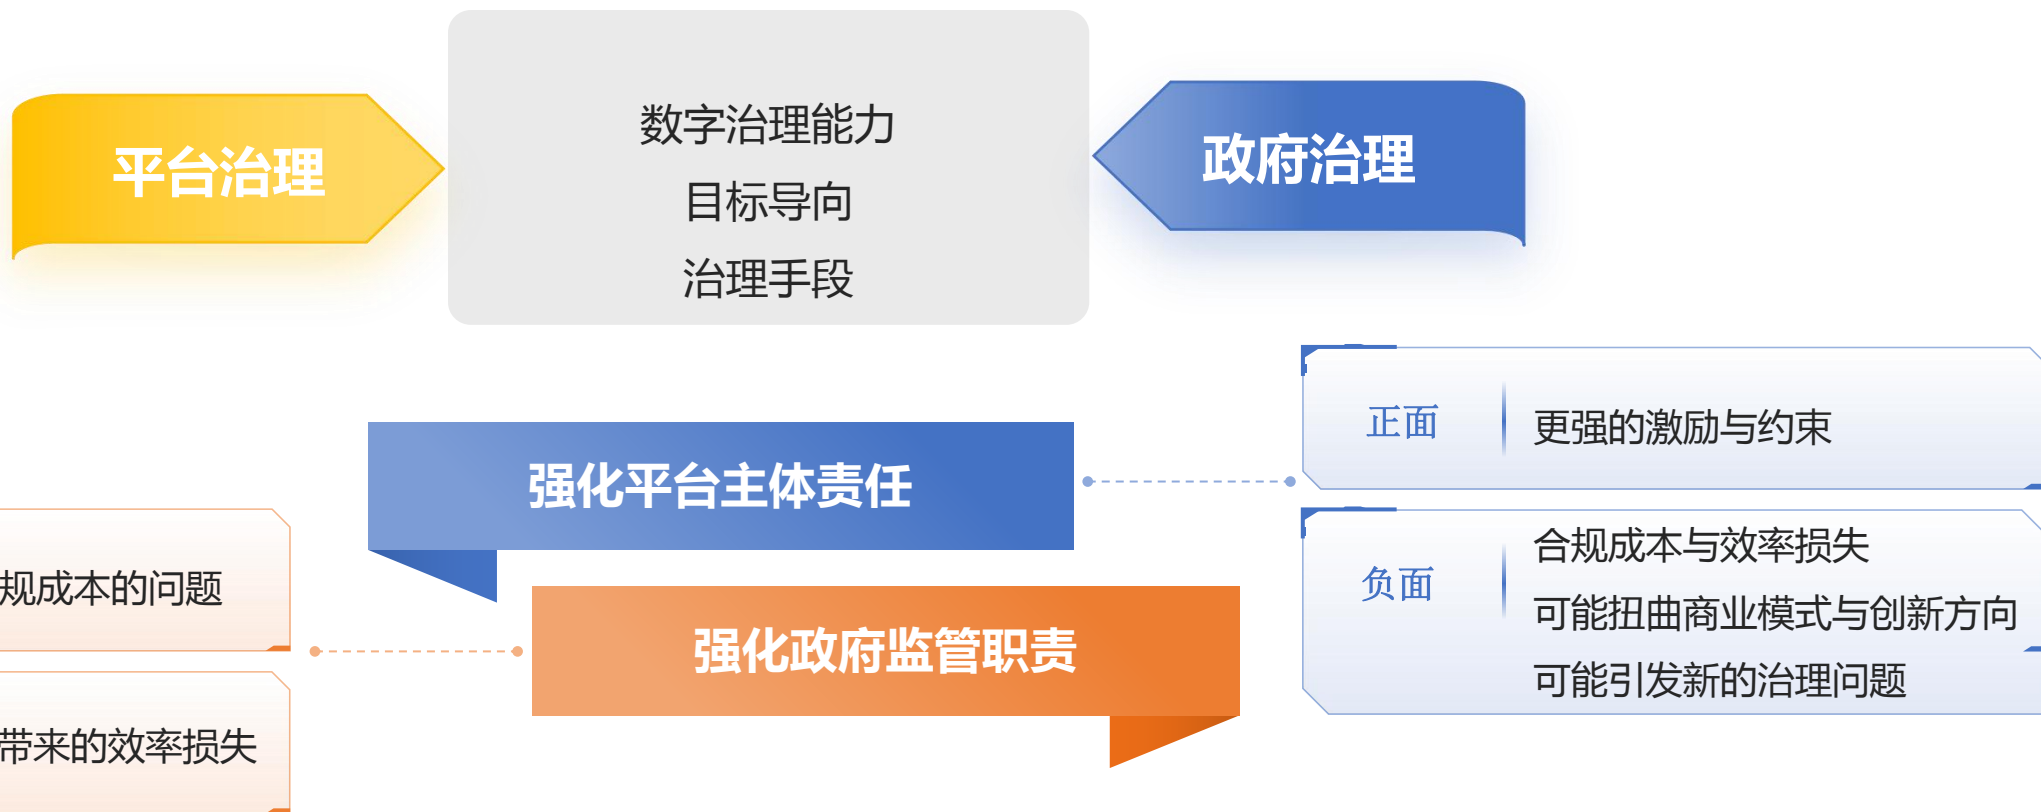 平台治理
数字治理能力
目标导向
治理手段
政府治理
强化平台主体责任
正面
更强的激励与约束
负面
合规成本与效率损失
可能扭曲商业模式与创新方向
可能引发新的治理问题
强化政府监管职责
规成本的问题
带来的效率损失